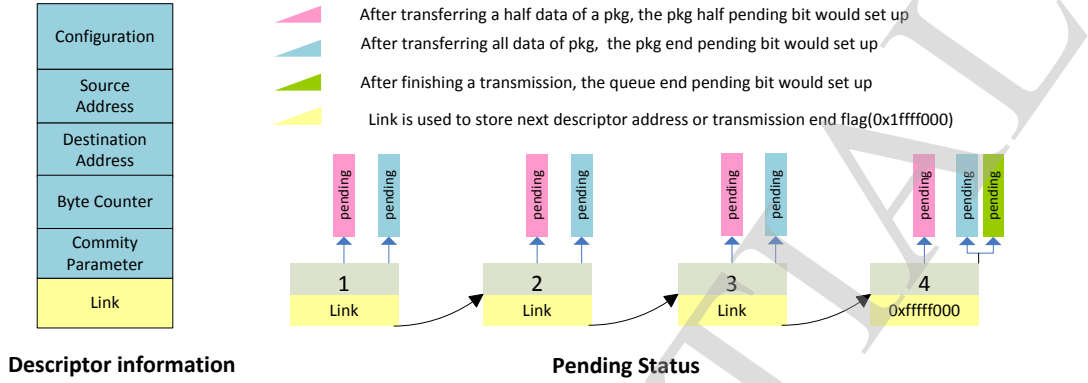 Configuration
Source
Address
Destination
Address
Byte Counter
Commity
Parameter
Link
Descriptor information
After transferring a half data of a pkg, the pkg half pending bit would set up
After transferring all data of pkg, the pkg end pending bit would set up
After finishing a transmission, the queue end pending bit would set up
Link is used to store next descriptor address or transmission end flag(0x1ffff000)
pending
pending
pending
pending
pending
pending
pending
pending
pending
1
2
3
4
Link
Link
Link
0xfffff000
Pending Status